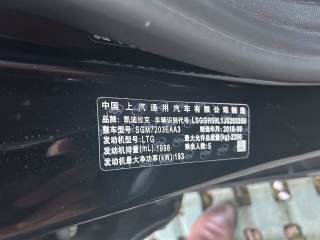 中国 上汽通用汽车有限公司制造
品牌：凯迪拉克 车辆识别代号：LSGGH59L1JS203359
整车型号：SGM7203EAA3 制造年月：2018-09
发动机型号：LTG 最大允许总质量(kg)：2260
发动机排量(mL)：1998 乘坐人数：5
发动机最大净功率(kW)：193